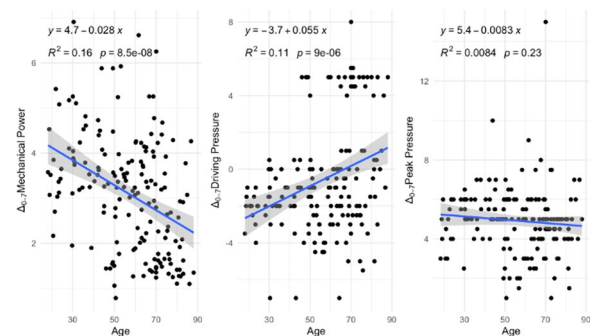 y = 4.7−0.028 x
R² = 0.16 p = 8.5e-08
6
4
2
Δ₀₋₇Mechanical Power
30 50 70 90
Age
y = −3.7+0.055 x
R² = 0.11 p = 9e-06
8
4
0
-4
Δ₀₋₇Driving Pressure
30 50 70 90
Age
y = 5.4−0.0083 x
R² = 0.0084 p = 0.23
12
8
4
Δ₀₋₇Peak Pressure
30 50 70 90
Age